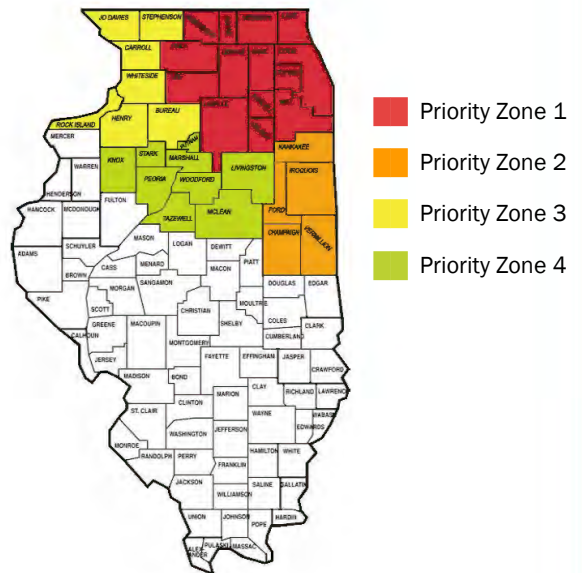 JO DAVIES
STEPHENSON
CARROLL
WHITESIDE
ROCK ISLAND
HENRY
BUREAU
MERCER
KNOX
STARK
MARSHALL
LIVINGSTON
KANKAKEE
IROQUOIS
WARREN
PEORIA
WOODFORD
HENDERSON
FULTON
TAZEWELL
MCLEAN
FORD
HANCOCK
MCDONOUGH
CHAMPAIGN
VERMILLION
MASON
LOGAN
DEWITT
PIATT
ADAMS
SCHUYLER
CASS
MENARD
MACON
BROWN
DOUGLAS
EDGAR
PIKE
MORGAN
SANGAMON
CHRISTIAN
MOULTRIE
COLES
SCOTT
GREENE
MACOUPIN
SHELBY
CLARK
CUMBERLAND
CALHOUN
JERSEY
MONTGOMERY
FAYETTE
EFFINGHAM
JASPER
CRAWFORD
MADISON
BOND
CLAY
RICHLAND
LAWRENCE
CLINTON
MARION
ST. CLAIR
WAYNE
WABASH
EDWARDS
WASHINGTON
JEFFERSON
MONROE
RANDOLPH
PERRY
HAMILTON
WHITE
FRANKLIN
JACKSON
SALINE
GALLATIN
WILLIAMSON
UNION
JOHNSON
POPE
HARDIN
ALEX-
ANDER
PULASKI
MASSAC
Priority Zone 1
Priority Zone 2
Priority Zone 3
Priority Zone 4